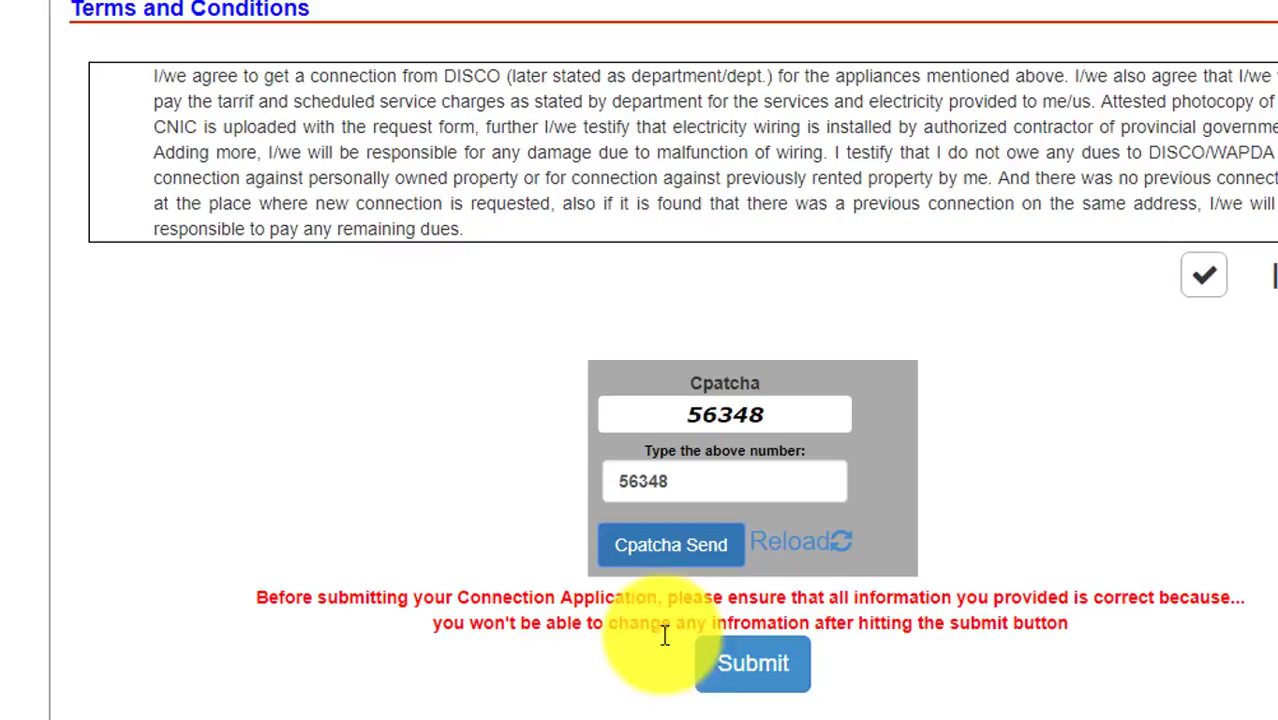 Terms and Conditions
I/we agree to get a connection from DISCO (later stated as department/dept.) for the appliances mentioned above. I/we also agree that I/we
pay the tarrif and scheduled service charges as stated by department for the services and electricity provided to me/us. Attested photocopy of
CNIC is uploaded with the request form, further I/we testify that electricity wiring is installed by authorized contractor of provincial governme
Adding more, I/we will be responsible for any damage due to malfunction of wiring. I testify that I do not owe any dues to DISCO/WAPDA
connection against personally owned property or for connection against previously rented property by me. And there was no previous connect
at the place where new connection is requested, also if it is found that there was a previous connection on the same address, I/we will
responsible to pay any remaining dues.
Cpatcha
56348
Type the above number:
56348
Cpatcha Send Reload
Before submitting your Connection Application, please ensure that all information you provided is correct because...
you won't be able to change any infromation after hitting the submit button
Submit